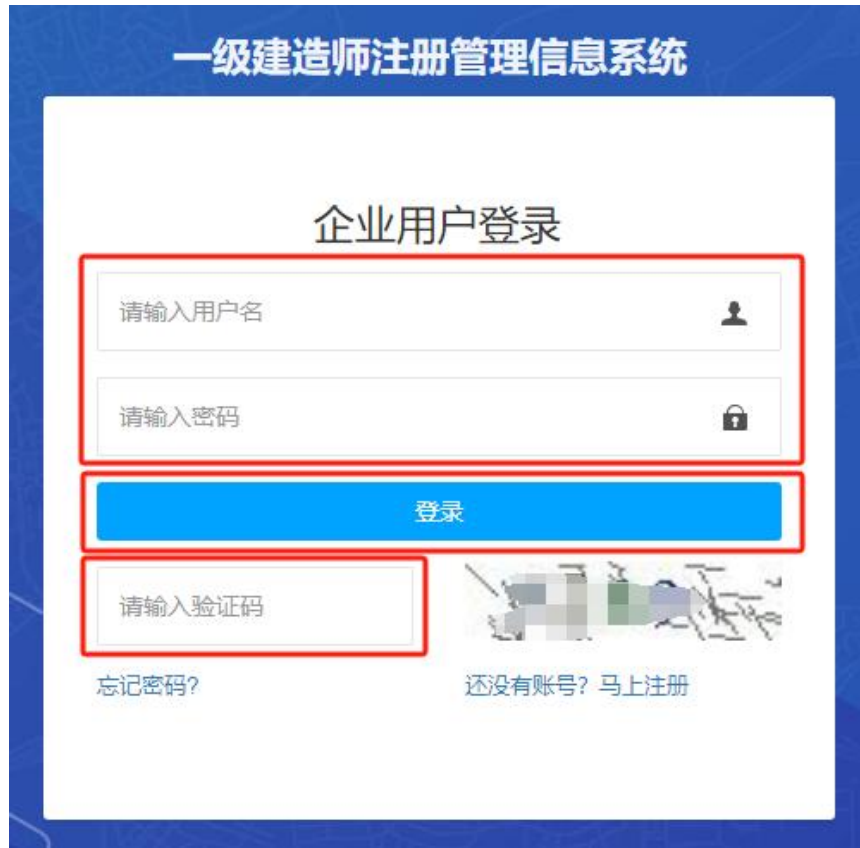 一级建造师注册管理信息系统
企业用户登录
请输入用户名
请输入密码
登录
请输入验证码
忘记密码?
还没有账号? 马上注册